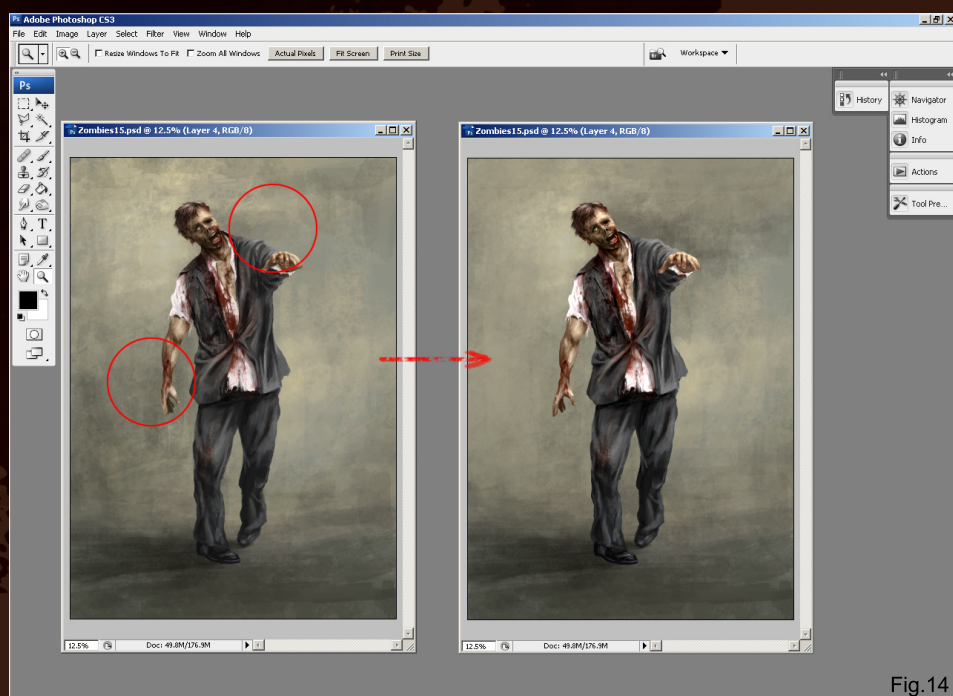 Ps Adobe Photoshop CS3
File Edit Image Layer Select Filter View Window Help
Resize Windows To Fit Zoom All Windows Actual Pixels Fit Screen Print Size Workspace
Ps
History
Navigator
Histogram
Info
Actions
Tool Pre...
T
Zombies15.psd @ 12.5% (Layer 4, RGB/8)
12.5% Doc: 49.8M/176.9M
Zombies15.psd @ 12.5% (Layer 4, RGB/8)
12.5% Doc: 49.8M/176.9M
Fig.14